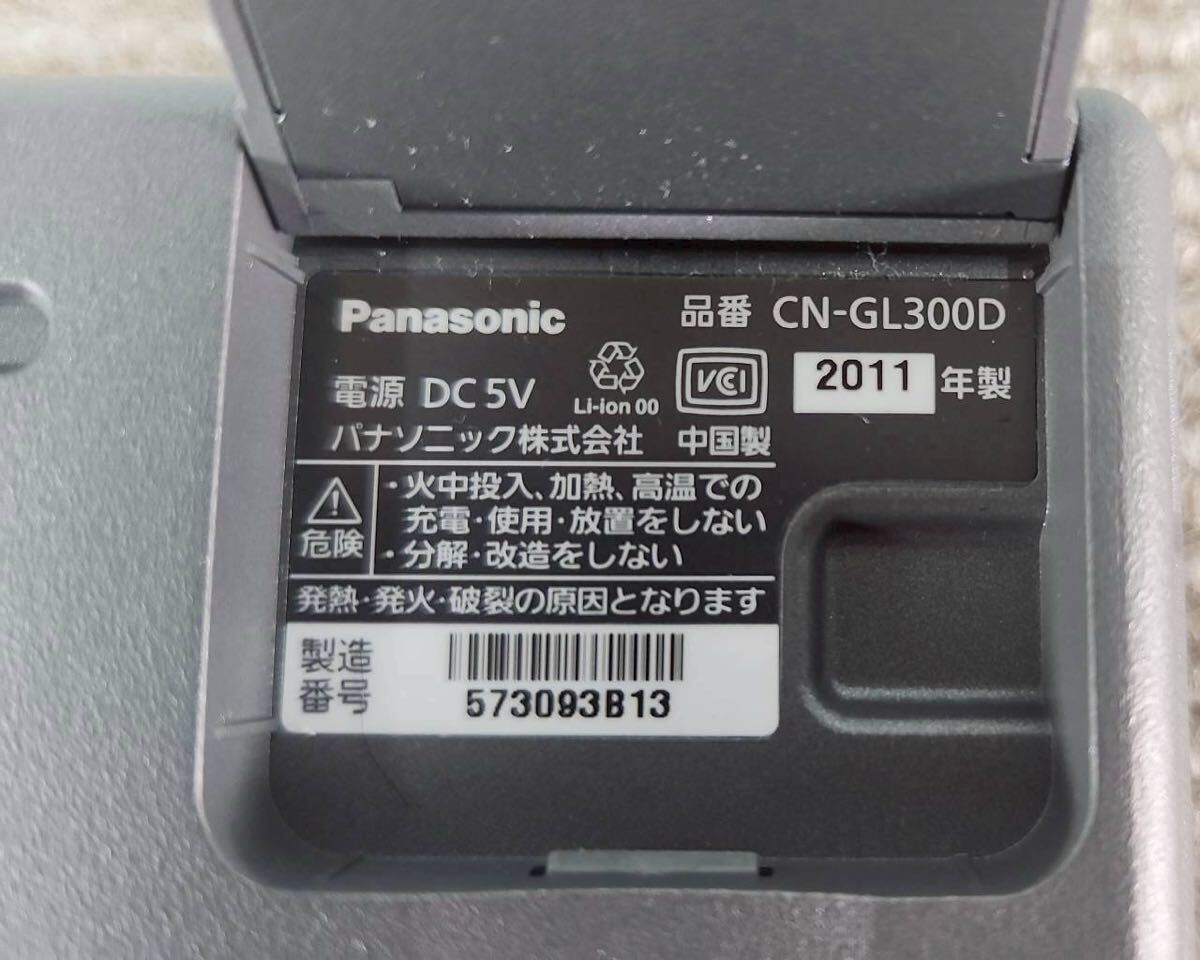 Panasonic 品番 CN-GL300D
電源 DC 5V Li-ion 00 VCCI 2011 年製
パナソニック株式会社 中国製
危険
・火中投入、加熱、高温での
充電・使用・放置をしない
・分解・改造をしない
発熱・発火・破裂の原因となります
製造
番号
573093B13